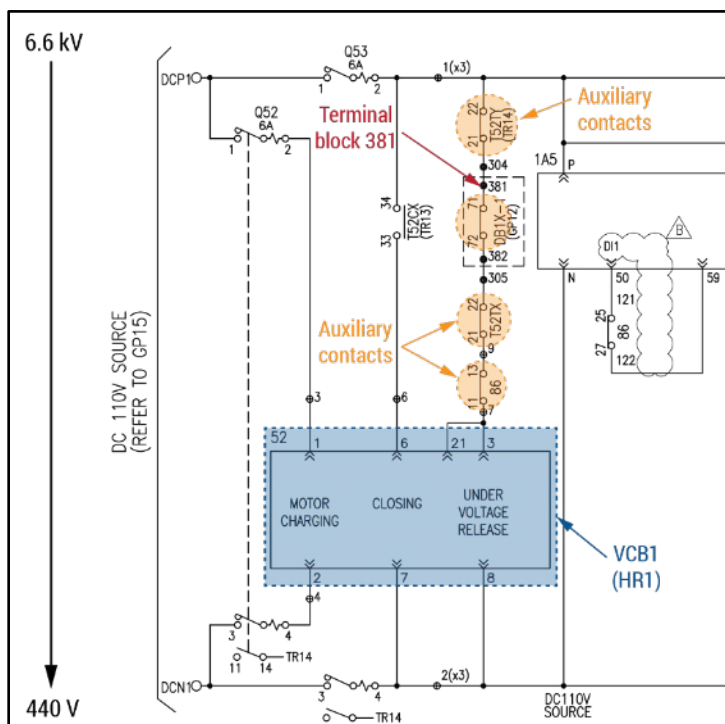 6.6 kV
440 V
DC 110V SOURCE
(REFER TO GP15)
DCP1
Q53
6A
1
2
1(x3)
Q52
6A
1
2
Terminal
block 381
Auxiliary
contacts
22
21
T52TY
(TR14)
304
381
71
72
DB1X-1
(GP12)
382
305
34
33
T52CX
(TR13)
1A5
P
B
DI1
N
50
59
121
25
86
27
122
Auxiliary
contacts
22
21
T52TX
9
13
11
86
7
3
6
52
1
6
21
3
MOTOR
CHARGING
CLOSING
UNDER
VOLTAGE
RELEASE
2
7
8
VCB1
(HR1)
4
3
4
11
14
TR14
DCN1
3
4
2(x3)
TR14
DC110V
SOURCE